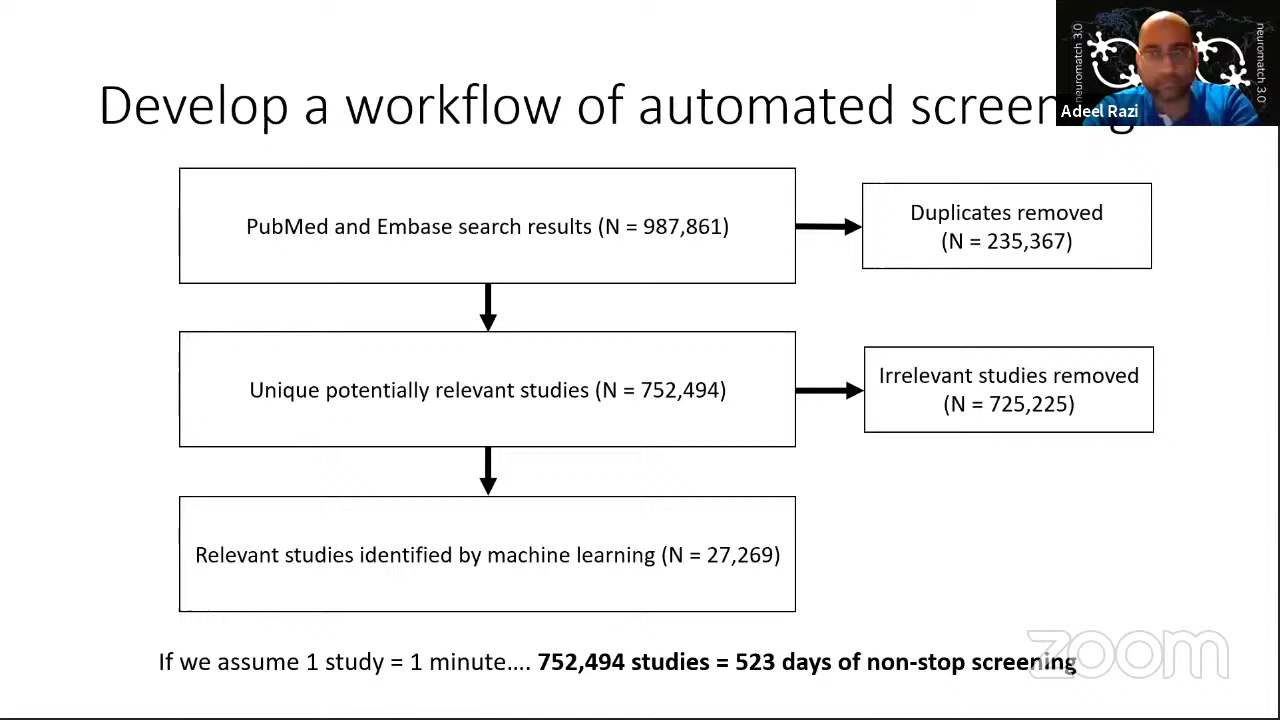 Develop a workflow of automated screening
neuromatch 3.0
neuromatch 3.0
Adeel Razi
PubMed and Embase search results (N = 987,861)
Duplicates removed
(N = 235,367)
Unique potentially relevant studies (N = 752,494)
Irrelevant studies removed
(N = 725,225)
Relevant studies identified by machine learning (N = 27,269)
If we assume 1 study = 1 minute…. 752,494 studies = 523 days of non-stop screening
zoom